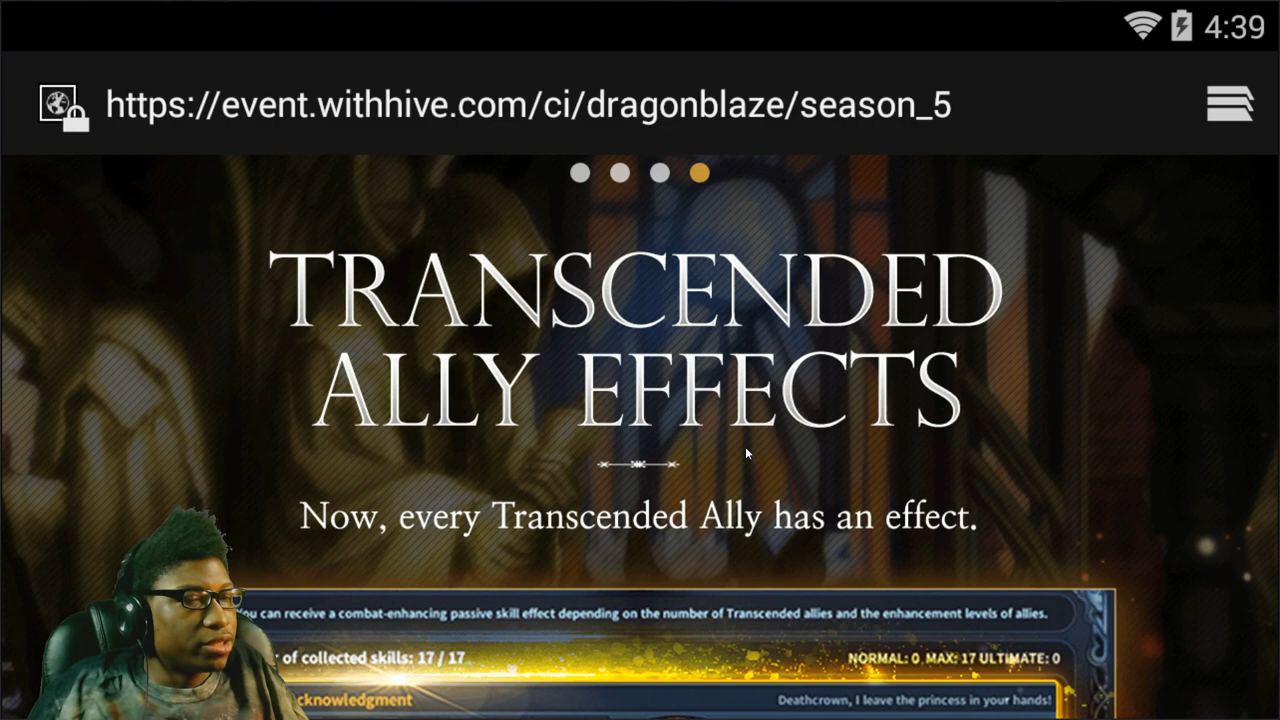 4:39
https://event.withhive.com/ci/dragonblaze/season_5
TRANSCENDED
ALLY EFFECTS
Now, every Transcended Ally has an effect.
You can receive a combat-enhancing passive skill effect depending on the number of Transcended allies and the enhancement levels of allies.
of collected skills: 17 / 17 NORMAL: 0 MAX: 17 ULTIMATE: 0
cknowledgment Deathcrown, I leave the princess in your hands!